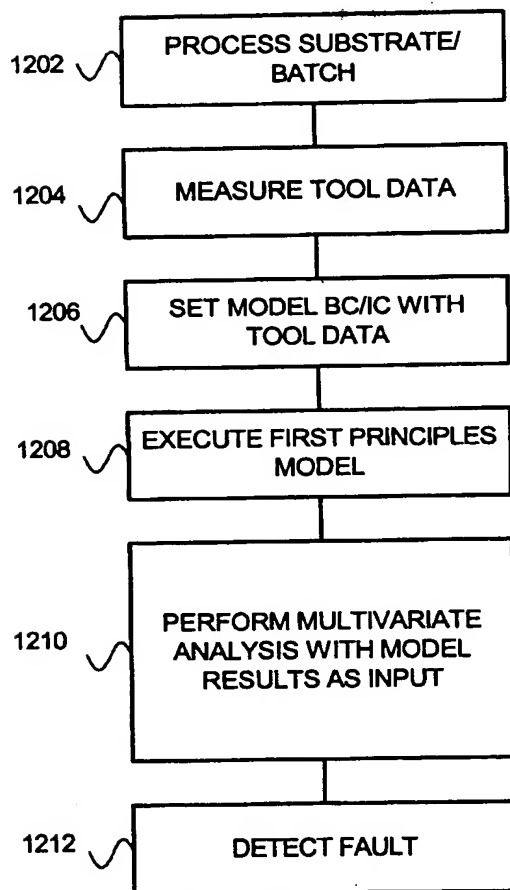 1202
PROCESS SUBSTRATE/
BATCH
1204
MEASURE TOOL DATA
1206
SET MODEL BC/IC WITH
TOOL DATA
1208
EXECUTE FIRST PRINCIPLES
MODEL
1210
PERFORM MULTIVARIATE
ANALYSIS WITH MODEL
RESULTS AS INPUT
1212
DETECT FAULT